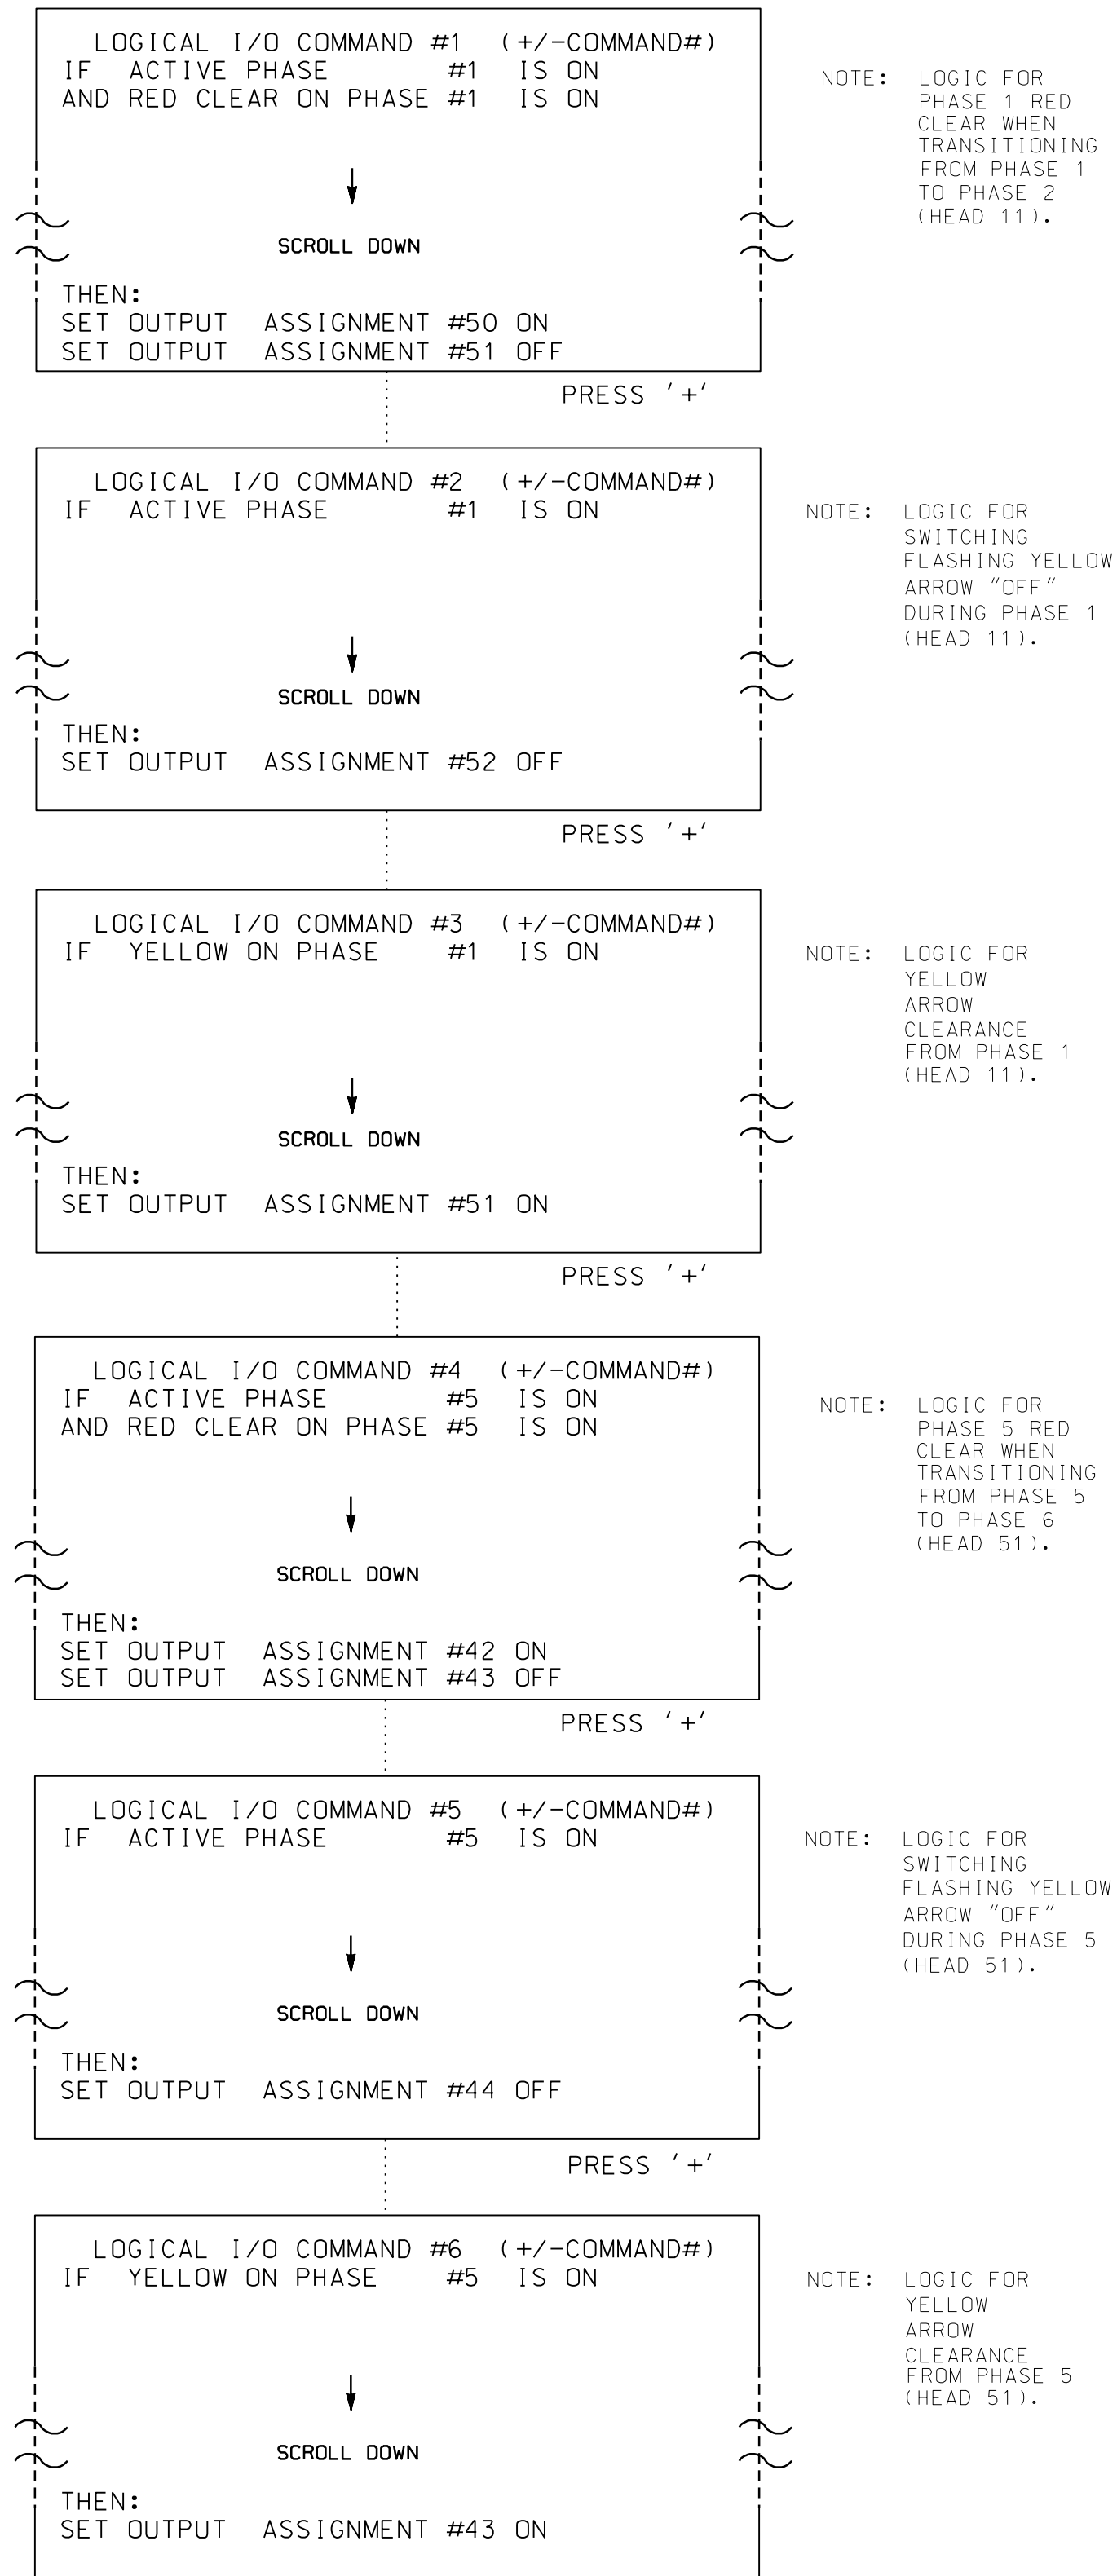 LOGICAL I/O COMMAND #1 (+/-COMMAND#)
IF ACTIVE PHASE #1 IS ON
AND RED CLEAR ON PHASE #1 IS ON
SCROLL DOWN
THEN:
SET OUTPUT ASSIGNMENT #50 ON
SET OUTPUT ASSIGNMENT #51 OFF
NOTE: LOGIC FOR
PHASE 1 RED
CLEAR WHEN
TRANSITIONING
FROM PHASE 1
TO PHASE 2
(HEAD 11).
PRESS '+'
LOGICAL I/O COMMAND #2 (+/-COMMAND#)
IF ACTIVE PHASE #1 IS ON
SCROLL DOWN
THEN:
SET OUTPUT ASSIGNMENT #52 OFF
NOTE: LOGIC FOR
SWITCHING
FLASHING YELLOW
ARROW "OFF"
DURING PHASE 1
(HEAD 11).
PRESS '+'
LOGICAL I/O COMMAND #3 (+/-COMMAND#)
IF YELLOW ON PHASE #1 IS ON
SCROLL DOWN
THEN:
SET OUTPUT ASSIGNMENT #51 ON
NOTE: LOGIC FOR
YELLOW
ARROW
CLEARANCE
FROM PHASE 1
(HEAD 11).
PRESS '+'
LOGICAL I/O COMMAND #4 (+/-COMMAND#)
IF ACTIVE PHASE #5 IS ON
AND RED CLEAR ON PHASE #5 IS ON
SCROLL DOWN
THEN:
SET OUTPUT ASSIGNMENT #42 ON
SET OUTPUT ASSIGNMENT #43 OFF
NOTE: LOGIC FOR
PHASE 5 RED
CLEAR WHEN
TRANSITIONING
FROM PHASE 5
TO PHASE 6
(HEAD 51).
PRESS '+'
LOGICAL I/O COMMAND #5 (+/-COMMAND#)
IF ACTIVE PHASE #5 IS ON
SCROLL DOWN
THEN:
SET OUTPUT ASSIGNMENT #44 OFF
NOTE: LOGIC FOR
SWITCHING
FLASHING YELLOW
ARROW "OFF"
DURING PHASE 5
(HEAD 51).
PRESS '+'
LOGICAL I/O COMMAND #6 (+/-COMMAND#)
IF YELLOW ON PHASE #5 IS ON
SCROLL DOWN
THEN:
SET OUTPUT ASSIGNMENT #43 ON
NOTE: LOGIC FOR
YELLOW
ARROW
CLEARANCE
FROM PHASE 5
(HEAD 51).